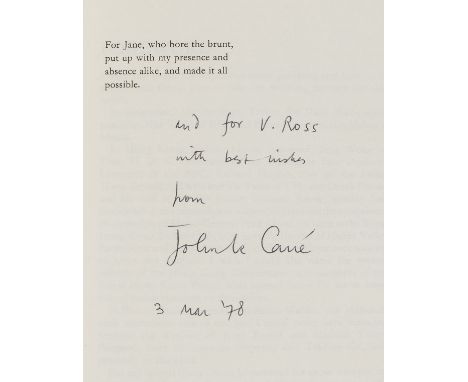 For Jane, who bore the brunt,
put up with my presence and
absence alike, and made it all
possible.
and for V. Ross
with best wishes
from
John le Carré
3 Mar '78